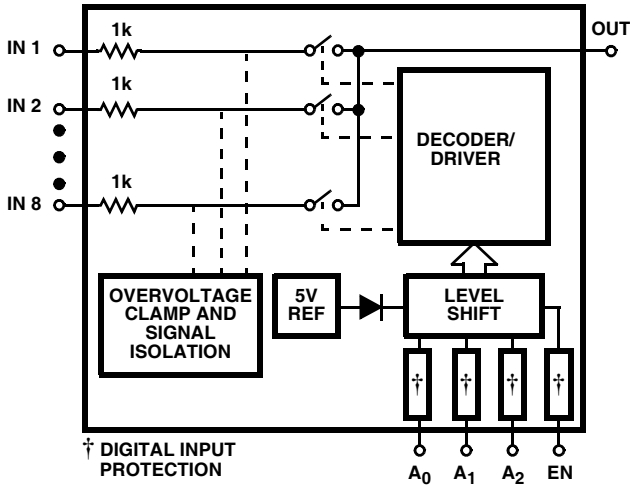 OUT
1k
IN 1
1k
IN 2
DECODER/
DRIVER
1k
IN 8
OVERVOLTAGE
CLAMP AND
SIGNAL
ISOLATION
5V
REF
LEVEL
SHIFT
† † † †
† DIGITAL INPUT
PROTECTION
A0 A1 A2 EN